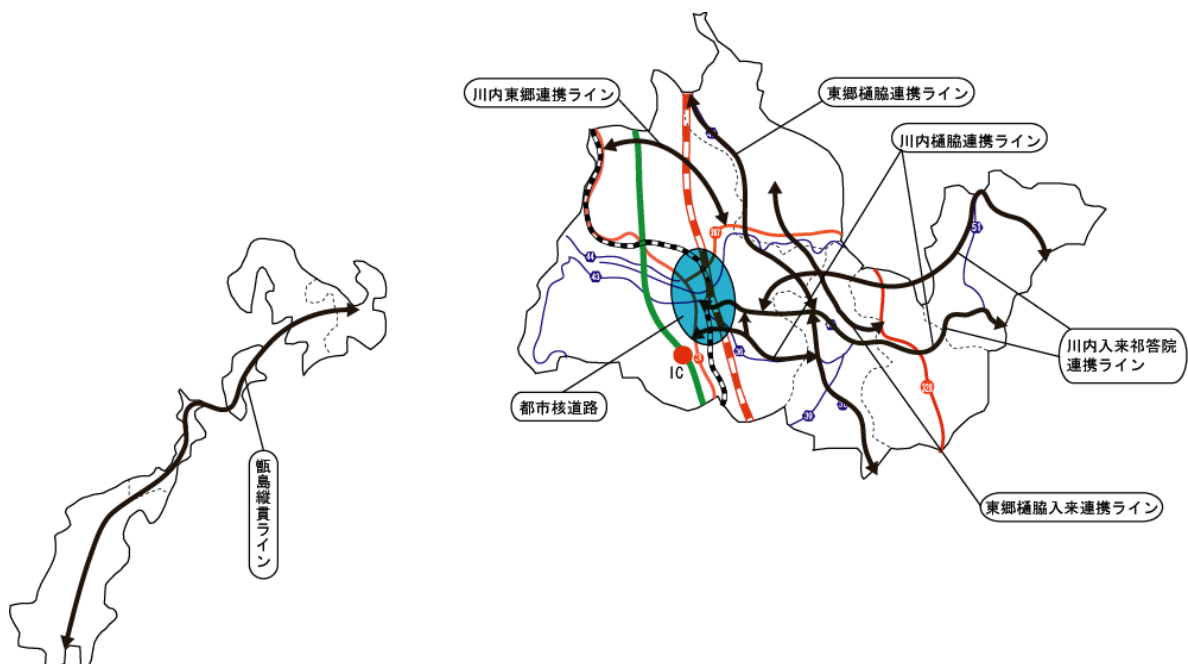 川内東郷連携ライン
東郷樋脇連携ライン
川内樋脇連携ライン
51
267
44
43
36
3
IC
川内入来祁答院
連携ライン
都市核道路
328
39
甑島縦貫ライン
東郷樋脇入来連携ライン